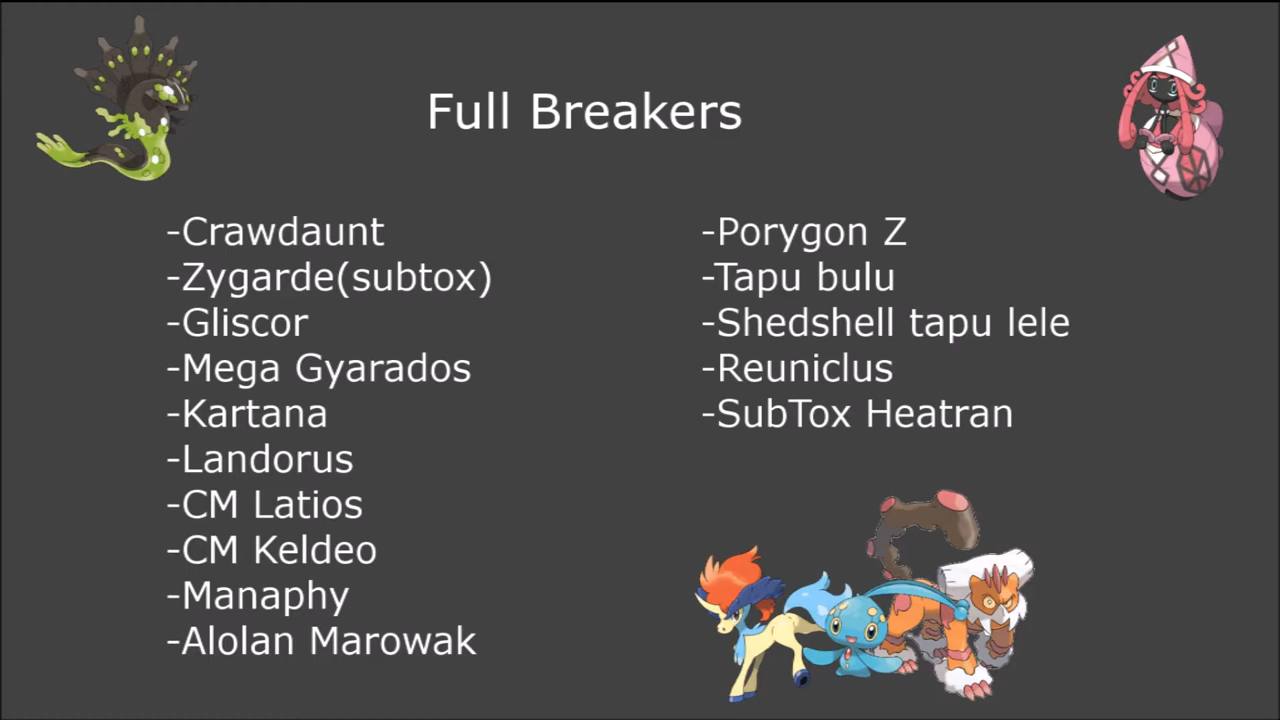 Full Breakers
-Crawdaunt
-Zygarde(subtox)
-Gliscor
-Mega Gyarados
-Kartana
-Landorus
-CM Latios
-CM Keldeo
-Manaphy
-Alolan Marowak
-Porygon Z
-Tapu bulu
-Shedshell tapu lele
-Reuniclus
-SubTox Heatran